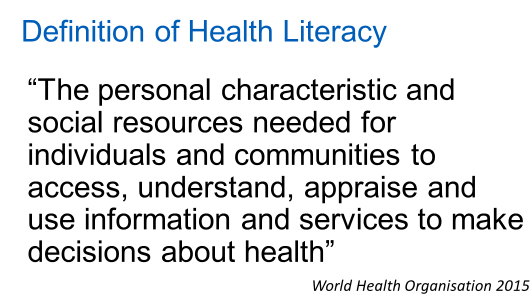 Definition of Health Literacy
“The personal characteristic and
social resources needed for
individuals and communities to
access, understand, appraise and
use information and services to make
decisions about health”
World Health Organisation 2015